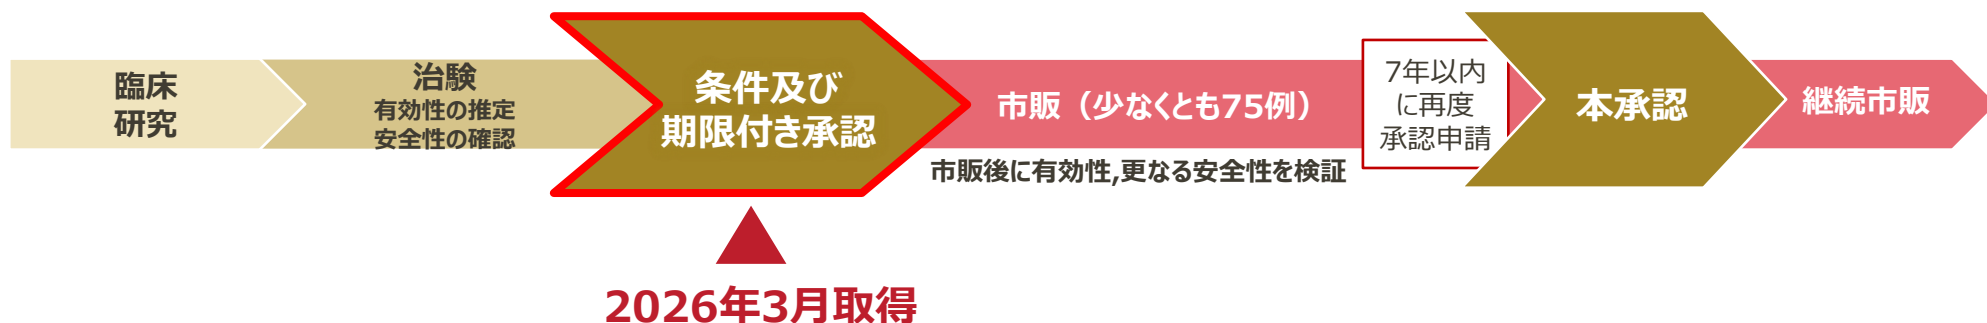 臨床
研究
治験
有効性の推定
安全性の確認
条件及び
期限付き承認
市販（少なくとも75例）
市販後に有効性,更なる安全性を検証
7年以内
に再度
承認申請
本承認
継続市販
2026年3月取得